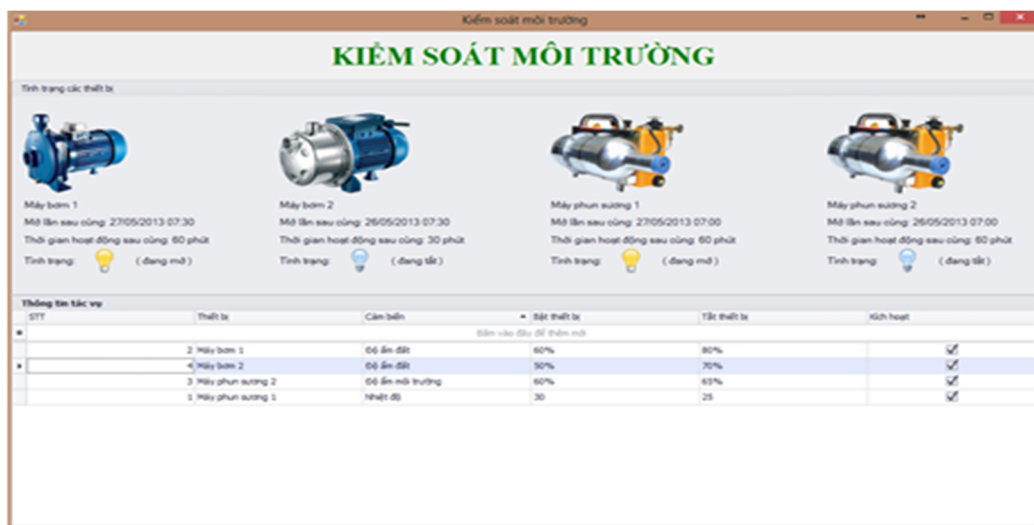 Kiểm soát môi trường
KIỂM SOÁT MÔI TRƯỜNG
Tình trạng các thiết bị
Máy bơm 1 Máy bơm 2 Máy phun sương 1 Máy phun sương 2
Mở lần sau cùng: 27/05/2013 07:30 Mở lần sau cùng: 26/05/2013 07:30 Mở lần sau cùng: 27/05/2013 07:00 Mở lần sau cùng: 26/05/2013 07:00
Thời gian hoạt động sau cùng: 60 phút Thời gian hoạt động sau cùng: 30 phút Thời gian hoạt động sau cùng: 60 phút Thời gian hoạt động sau cùng: 60 phút
Tình trạng: ( đang mở ) Tình trạng: ( đang tắt ) Tình trạng: ( đang mở ) Tình trạng: ( đang tắt )
Thông tin tác vụ
STT Thiết bị Cảm biến Bật thiết bị Tắt thiết bị Kích hoạt
Bấm vào đây để thêm mới
2 Máy bơm 1 Độ ẩm đất 60% 80%
4 Máy bơm 2 Độ ẩm đất 50% 70%
3 Máy phun sương 2 Độ ẩm môi trường 60% 65%
1 Máy phun sương 1 Nhiệt độ 30 25